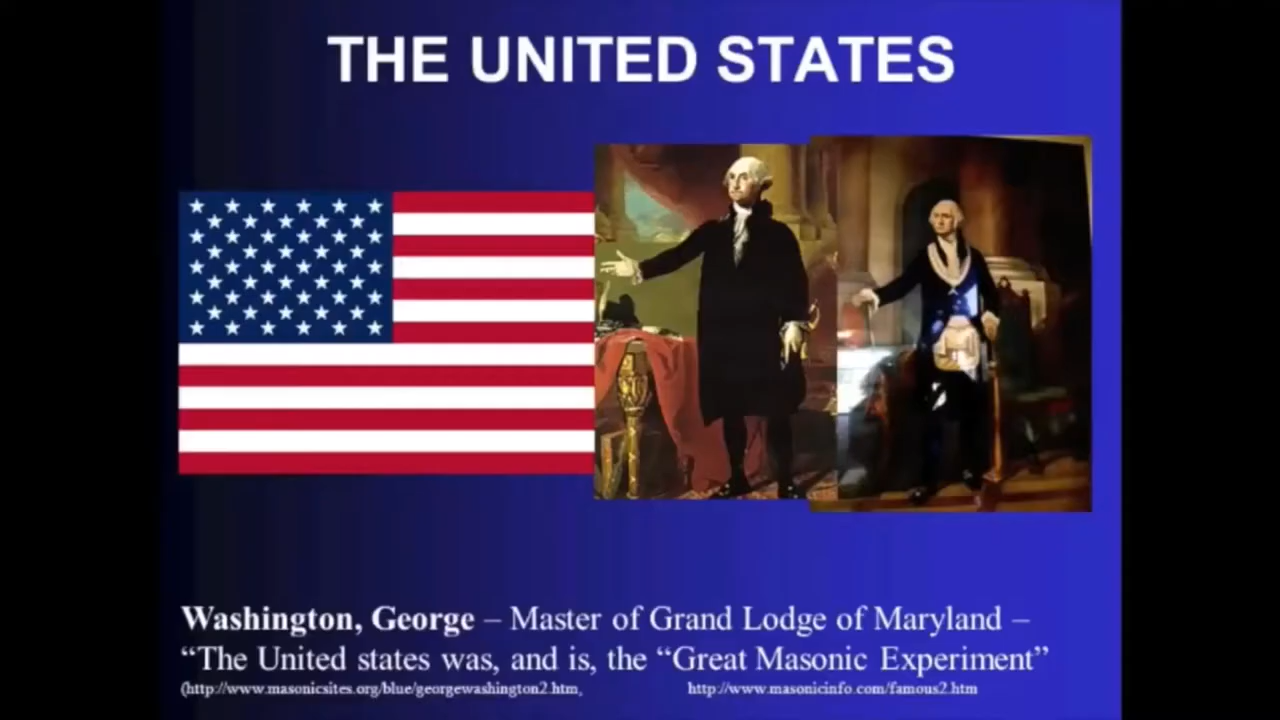 THE UNITED STATES
Washington, George – Master of Grand Lodge of Maryland –
“The United states was, and is, the “Great Masonic Experiment”
(http://www.masonicsites.org/blue/georgewashington2.htm, http://www.masonicinfo.com/famous2.htm